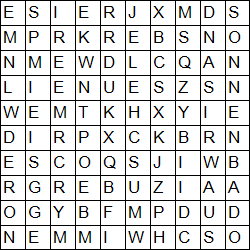 E S I E R J X M D S
M P R K R E B S N O
N M E W D L C Q A N
L I E N U E S Z S N
W E M T K H X Y I E
D I R P X C K B R N
E S C O Q S J I W B
R G R E B U Z I A A
O G Y B F M P D U D
N E M M I W H C S O